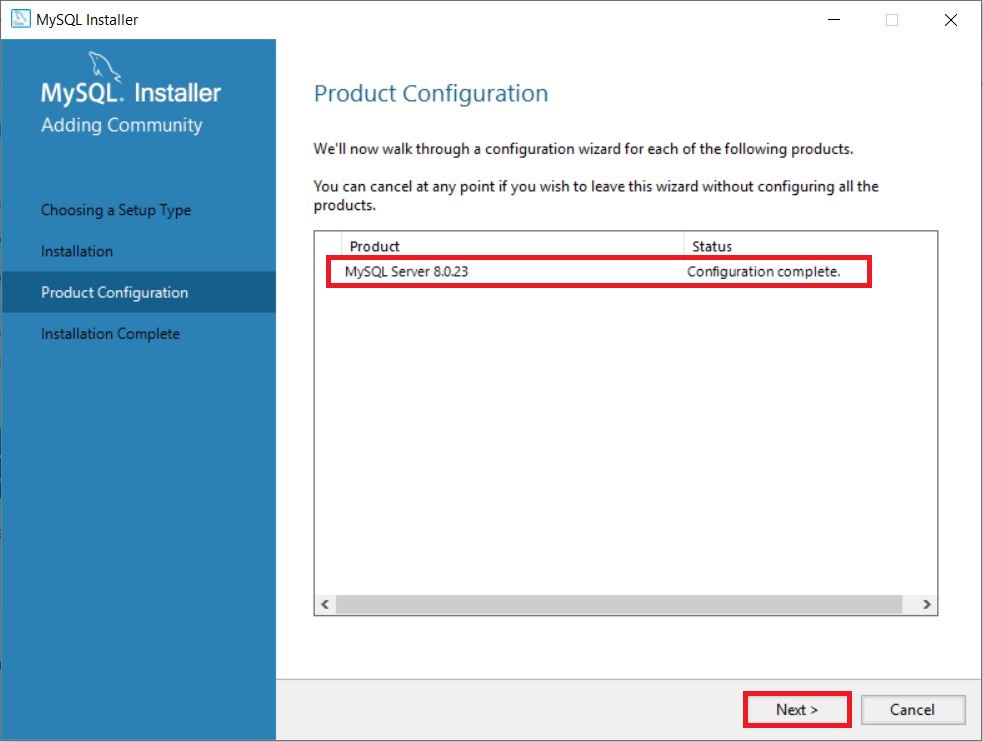 MySQL Installer
MySQL. Installer
Adding Community
Choosing a Setup Type
Installation
Product Configuration
Installation Complete
Product Configuration
We'll now walk through a configuration wizard for each of the following products.
You can cancel at any point if you wish to leave this wizard without configuring all the
products.
Product Status
MySQL Server 8.0.23 Configuration complete.
Next >
Cancel